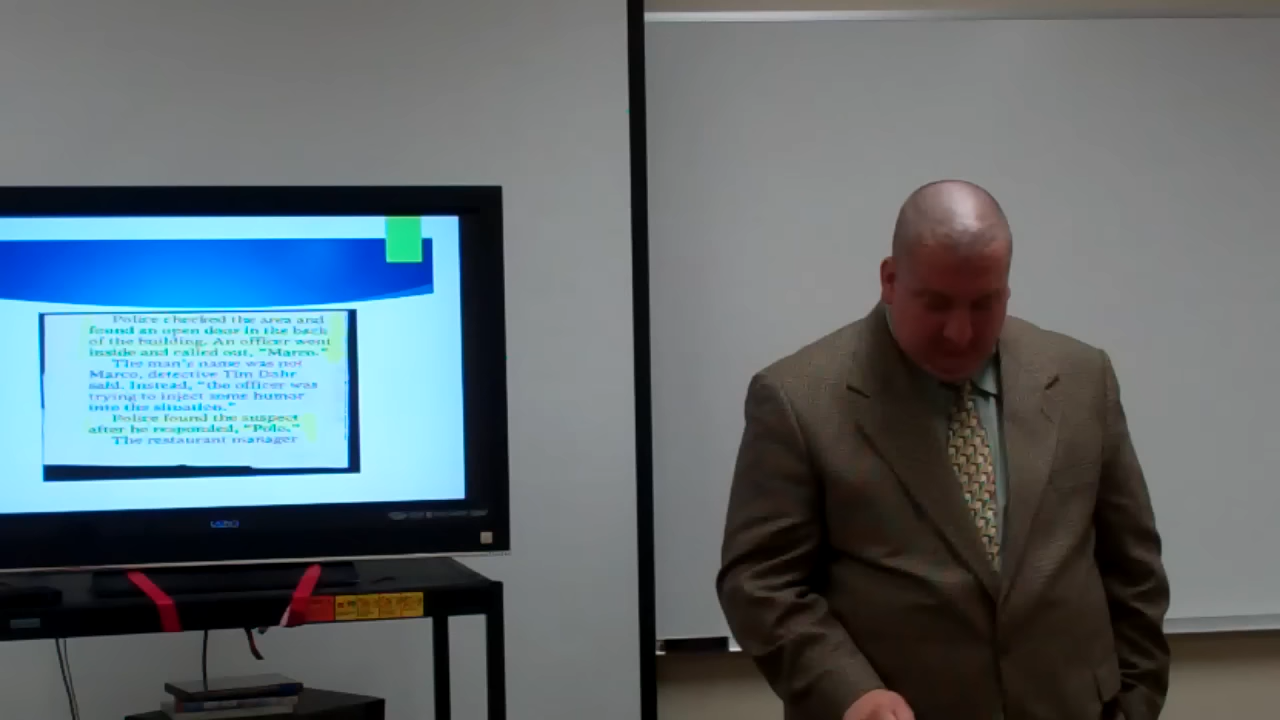 Police checked the area and
found an open door in the back
of the building. An officer went
inside and called out, "Marco."
The man's name was not
Marco, detective Tim Dohr
said. Instead, "the officer was
trying to inject some humor
into the situation."
Police found the suspect
after he responded, "Polo."
The restaurant manager
VIZIO